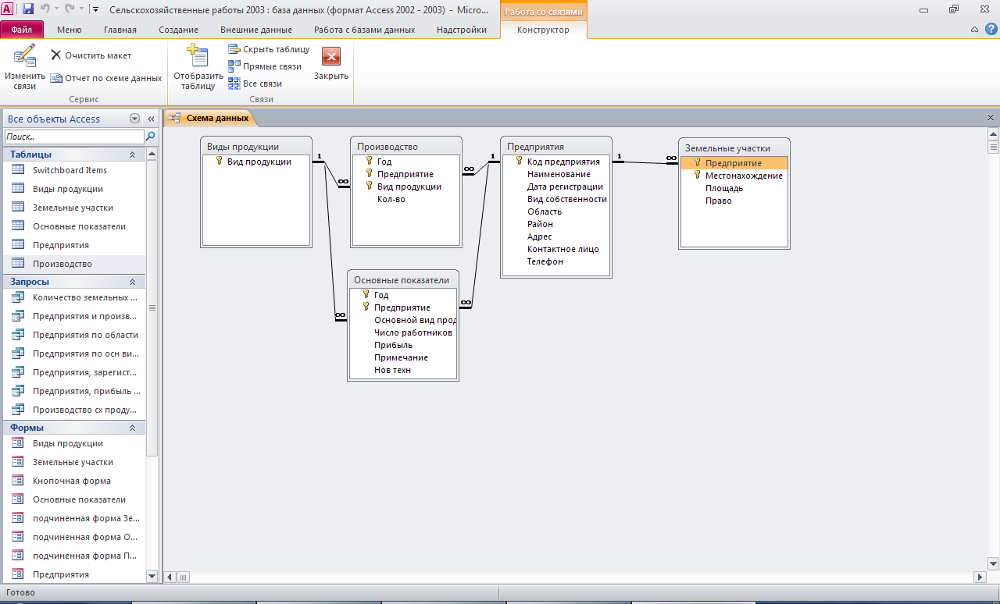 Сельскохозяйственные работы 2003 : база данных (формат Access 2002 - 2003) - Micro...
Работа со связями
Файл
Меню
Главная
Создание
Внешние данные
Работа с базами данных
Надстройки
Конструктор
Изменить связи
Очистить макет
Отчет по схеме данных
Сервис
Отобразить таблицу
Скрыть таблицу
Прямые связи
Все связи
Закрыть
Связи
Все объекты Access
Поиск...
Таблицы
Switchboard Items
Виды продукции
Земельные участки
Основные показатели
Предприятия
Производство
Запросы
Количество земельных ...
Предприятия и произв...
Предприятия по области
Предприятия по осн ви...
Предприятия, зарегист...
Предприятия, прибыль ...
Производство сх проду...
Формы
Виды продукции
Земельные участки
Кнопочная форма
Основные показатели
подчиненная форма Зе...
подчиненная форма О...
подчиненная форма П...
Предприятия
Схема данных
Виды продукции
Вид продукции
1
∞
Производство
Год
Предприятие
Вид продукции
Кол-во
∞
1
Предприятия
Код предприятия
Наименование
Дата регистрации
Вид собственности
Область
Район
Адрес
Контактное лицо
Телефон
1
∞
Земельные участки
Предприятие
Местонахождение
Площадь
Право
Основные показатели
Год
Предприятие
Основной вид прод
Число работников
Прибыль
Примечание
Нов техн
∞
∞
Готово